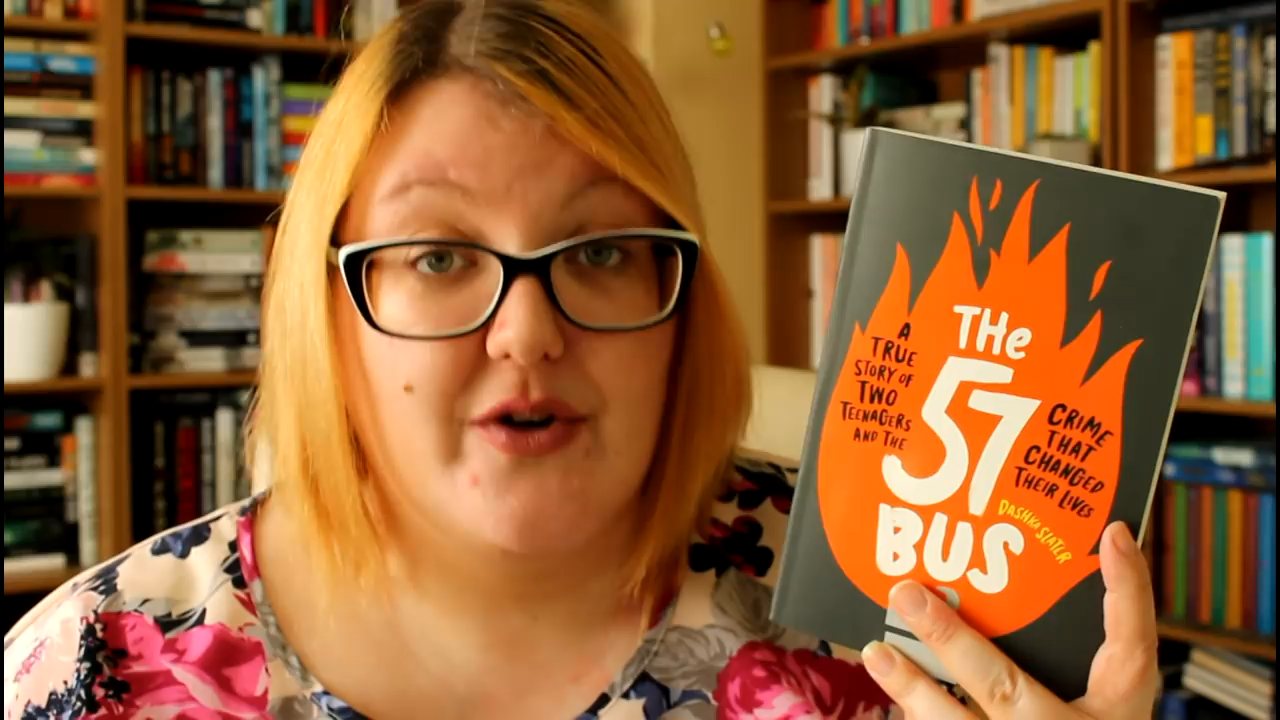 THe
57
BUS
A
TRUE
STORY OF
TWO
TEENAGERS
AND THE
CRIME
THAT
CHANGED
THEIR LIVES
DASHKA SLATER